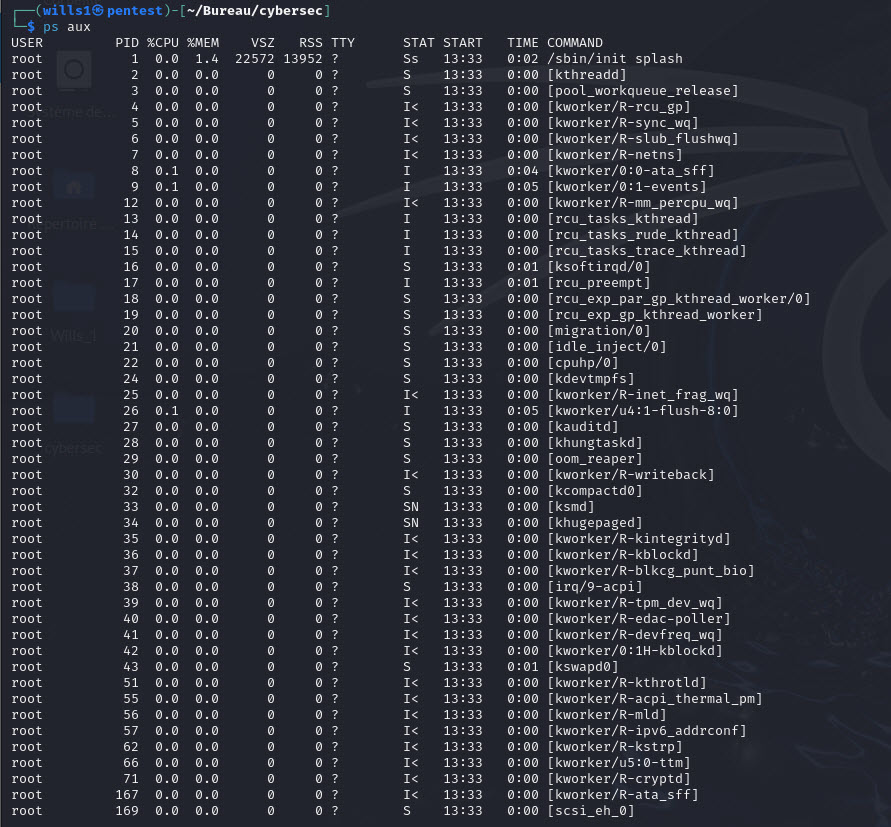 ┌──(wills1㉿pentest)-[~/Bureau/cybersec]
└─$ ps aux
USER PID %CPU %MEM VSZ RSS TTY STAT START TIME COMMAND
root 1 0.0 1.4 22572 13952 ? Ss 13:33 0:02 /sbin/init splash
root 2 0.0 0.0 0 0 ? S 13:33 0:00 [kthreadd]
root 3 0.0 0.0 0 0 ? S 13:33 0:00 [pool_workqueue_release]
root 4 0.0 0.0 0 0 ? I< 13:33 0:00 [kworker/R-rcu_gp]
root 5 0.0 0.0 0 0 ? I< 13:33 0:00 [kworker/R-sync_wq]
root 6 0.0 0.0 0 0 ? I< 13:33 0:00 [kworker/R-slub_flushwq]
root 7 0.0 0.0 0 0 ? I< 13:33 0:00 [kworker/R-netns]
root 8 0.1 0.0 0 0 ? I 13:33 0:04 [kworker/0:0-ata_sff]
root 9 0.1 0.0 0 0 ? I 13:33 0:05 [kworker/0:1-events]
root 12 0.0 0.0 0 0 ? I< 13:33 0:00 [kworker/R-mm_percpu_wq]
root 13 0.0 0.0 0 0 ? I 13:33 0:00 [rcu_tasks_kthread]
root 14 0.0 0.0 0 0 ? I 13:33 0:00 [rcu_tasks_rude_kthread]
root 15 0.0 0.0 0 0 ? I 13:33 0:00 [rcu_tasks_trace_kthread]
root 16 0.0 0.0 0 0 ? S 13:33 0:01 [ksoftirqd/0]
root 17 0.0 0.0 0 0 ? I 13:33 0:01 [rcu_preempt]
root 18 0.0 0.0 0 0 ? S 13:33 0:00 [rcu_exp_par_gp_kthread_worker/0]
root 19 0.0 0.0 0 0 ? S 13:33 0:00 [rcu_exp_gp_kthread_worker]
root 20 0.0 0.0 0 0 ? S 13:33 0:00 [migration/0]
root 21 0.0 0.0 0 0 ? S 13:33 0:00 [idle_inject/0]
root 22 0.0 0.0 0 0 ? S 13:33 0:00 [cpuhp/0]
root 24 0.0 0.0 0 0 ? S 13:33 0:00 [kdevtmpfs]
root 25 0.0 0.0 0 0 ? I< 13:33 0:00 [kworker/R-inet_frag_wq]
root 26 0.1 0.0 0 0 ? I 13:33 0:05 [kworker/u4:1-flush-8:0]
root 27 0.0 0.0 0 0 ? S 13:33 0:00 [kauditd]
root 28 0.0 0.0 0 0 ? S 13:33 0:00 [khungtaskd]
root 29 0.0 0.0 0 0 ? S 13:33 0:00 [oom_reaper]
root 30 0.0 0.0 0 0 ? I< 13:33 0:00 [kworker/R-writeback]
root 32 0.0 0.0 0 0 ? S 13:33 0:00 [kcompactd0]
root 33 0.0 0.0 0 0 ? SN 13:33 0:00 [ksmd]
root 34 0.0 0.0 0 0 ? SN 13:33 0:00 [khugepaged]
root 35 0.0 0.0 0 0 ? I< 13:33 0:00 [kworker/R-kintegrityd]
root 36 0.0 0.0 0 0 ? I< 13:33 0:00 [kworker/R-kblockd]
root 37 0.0 0.0 0 0 ? I< 13:33 0:00 [kworker/R-blkcg_punt_bio]
root 38 0.0 0.0 0 0 ? S 13:33 0:00 [irq/9-acpi]
root 39 0.0 0.0 0 0 ? I< 13:33 0:00 [kworker/R-tpm_dev_wq]
root 40 0.0 0.0 0 0 ? I< 13:33 0:00 [kworker/R-edac-poller]
root 41 0.0 0.0 0 0 ? I< 13:33 0:00 [kworker/R-devfreq_wq]
root 42 0.0 0.0 0 0 ? I< 13:33 0:00 [kworker/0:1H-kblockd]
root 43 0.0 0.0 0 0 ? S 13:33 0:01 [kswapd0]
root 51 0.0 0.0 0 0 ? I< 13:33 0:00 [kworker/R-kthrotld]
root 55 0.0 0.0 0 0 ? I< 13:33 0:00 [kworker/R-acpi_thermal_pm]
root 56 0.0 0.0 0 0 ? I< 13:33 0:00 [kworker/R-mld]
root 57 0.0 0.0 0 0 ? I< 13:33 0:00 [kworker/R-ipv6_addrconf]
root 62 0.0 0.0 0 0 ? I< 13:33 0:00 [kworker/R-kstrp]
root 66 0.0 0.0 0 0 ? I< 13:33 0:00 [kworker/u5:0-ttm]
root 71 0.0 0.0 0 0 ? I< 13:33 0:00 [kworker/R-cryptd]
root 167 0.0 0.0 0 0 ? I< 13:33 0:00 [kworker/R-ata_sff]
root 169 0.0 0.0 0 0 ? S 13:33 0:00 [scsi_eh_0]
Wills_1
cybersec